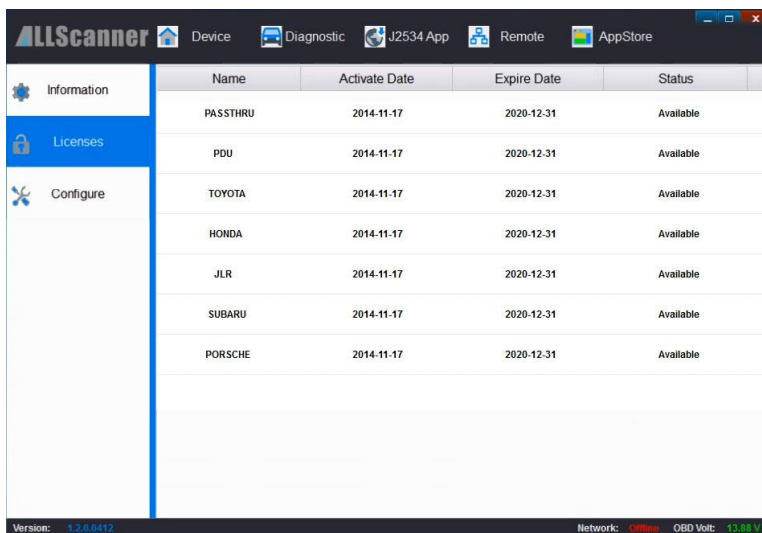 ALLScanner Device Diagnostic J2534 App Remote AppStore
Information
Licenses
Configure
Name Activate Date Expire Date Status
PASSTHRU 2014-11-17 2020-12-31 Available
PDU 2014-11-17 2020-12-31 Available
TOYOTA 2014-11-17 2020-12-31 Available
HONDA 2014-11-17 2020-12-31 Available
JLR 2014-11-17 2020-12-31 Available
SUBARU 2014-11-17 2020-12-31 Available
PORSCHE 2014-11-17 2020-12-31 Available
Version: 1.2.0.0412 Network: Offline OBD Volt: 13.88 V